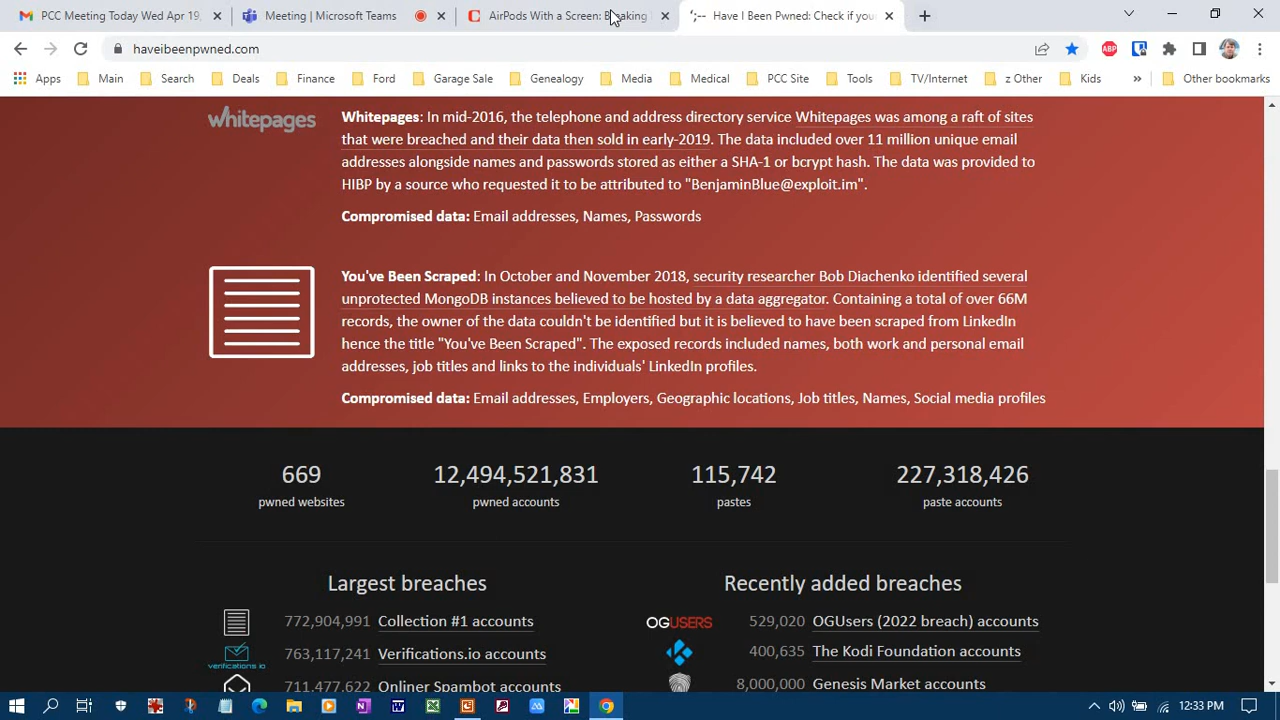 PCC Meeting Today Wed Apr 19,
Meeting | Microsoft Teams
AirPods With a Screen: Breaking
Have I Been Pwned: Check if you
haveibeenpwned.com
ABP
Apps
Main
Search
Deals
Finance
Ford
Garage Sale
Genealogy
Media
Medical
PCC Site
Tools
TV/Internet
z Other
Kids
»
Other bookmarks
whitepages
Whitepages: In mid-2016, the telephone and address directory service Whitepages was among a raft of sites
that were breached and their data then sold in early-2019. The data included over 11 million unique email
addresses alongside names and passwords stored as either a SHA-1 or bcrypt hash. The data was provided to
HIBP by a source who requested it to be attributed to "BenjaminBlue@exploit.im".
Compromised data: Email addresses, Names, Passwords
You've Been Scraped: In October and November 2018, security researcher Bob Diachenko identified several
unprotected MongoDB instances believed to be hosted by a data aggregator. Containing a total of over 66M
records, the owner of the data couldn't be identified but it is believed to have been scraped from LinkedIn
hence the title "You've Been Scraped". The exposed records included names, both work and personal email
addresses, job titles and links to the individuals' LinkedIn profiles.
Compromised data: Email addresses, Employers, Geographic locations, Job titles, Names, Social media profiles
669
pwned websites
12,494,521,831
pwned accounts
115,742
pastes
227,318,426
paste accounts
Largest breaches
772,904,991 Collection #1 accounts
verifications.io
763,117,241 Verifications.io accounts
711,477,622 Onliner Spambot accounts
Recently added breaches
OGUSERS
529,020 OGUsers (2022 breach) accounts
400,635 The Kodi Foundation accounts
8,000,000 Genesis Market accounts
12:33 PM